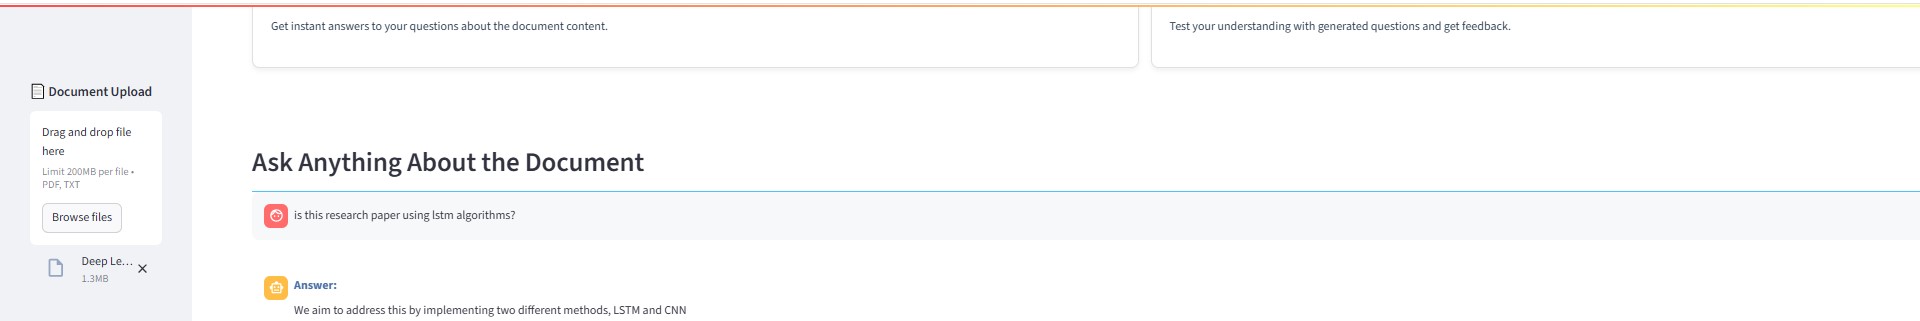 Get instant answers to your questions about the document content.
Test your understanding with generated questions and get feedback.
Document Upload
Drag and drop file
here
Limit 200MB per file •
PDF, TXT
Browse files
Deep Le...
1.3MB
Ask Anything About the Document
is this research paper using lstm algorithms?
Answer:
We aim to address this by implementing two different methods, LSTM and CNN